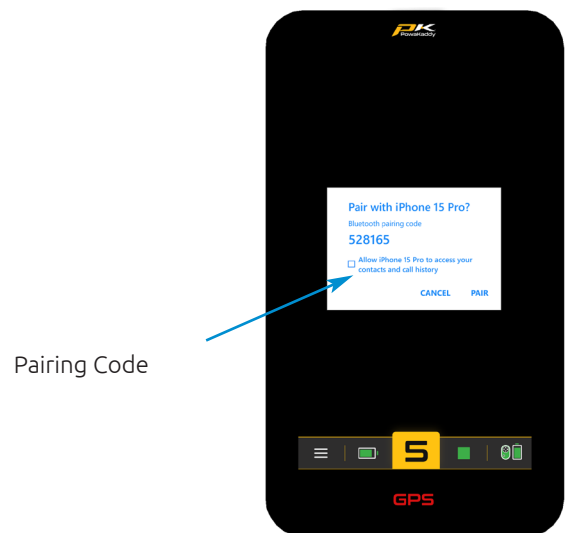 PK
PowaKaddy
Pair with iPhone 15 Pro?
Bluetooth pairing code
528165
Allow iPhone 15 Pro to access your
contacts and call history
CANCEL PAIR
Pairing Code
5
GPS